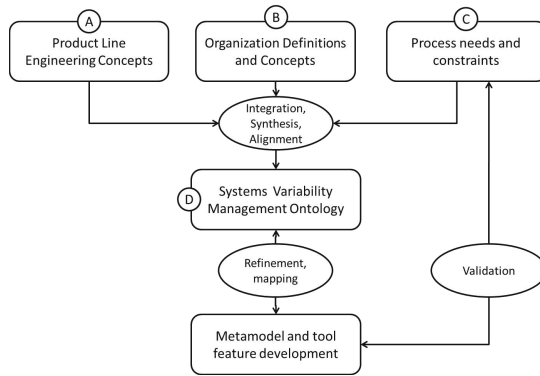 A
Product Line
Engineering Concepts
B
Organization Definitions
and Concepts
C
Process needs and
constraints
Integration,
Synthesis,
Alignment
D
Systems Variability
Management Ontology
Refinement,
mapping
Validation
Metamodel and tool
feature development